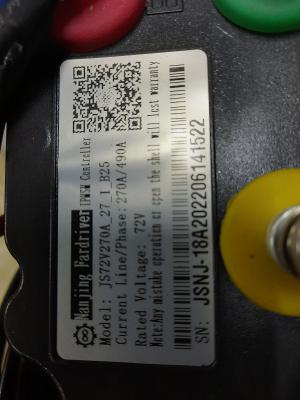 Nanjing Fardriver IPMSM Controller
Model: JS72V270A_27_1_B25
Current Line/Phase: 270A/490A
Rated Voltage: 72V
Note:Any mistake operation or open the shell will lost warranty
SN: JSNJ-18A202206141522